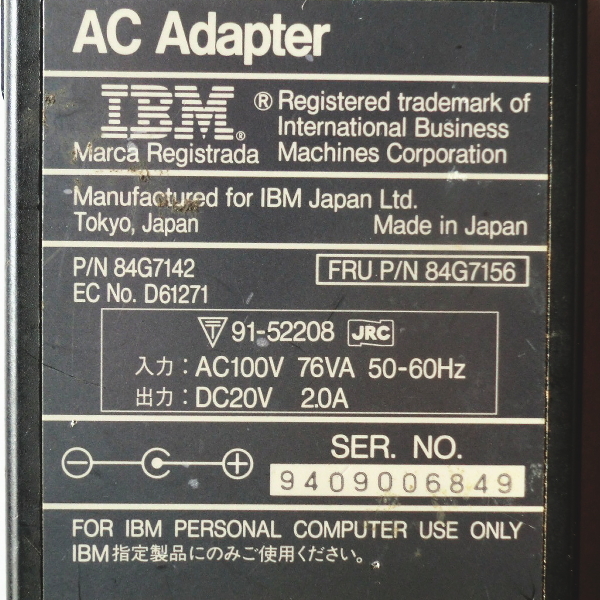 AC Adapter
IBM®
Marca Registrada
® Registered trademark of
International Business
Machines Corporation
Manufactured for IBM Japan Ltd.
Tokyo, Japan Made in Japan
P/N 84G7142 FRU P/N 84G7156
EC No. D61271
T 91-52208 JRC
入力：AC100V 76VA 50-60Hz
出力：DC20V 2.0A
SER. NO.
9409006849
FOR IBM PERSONAL COMPUTER USE ONLY
IBM指定製品にのみご使用ください。